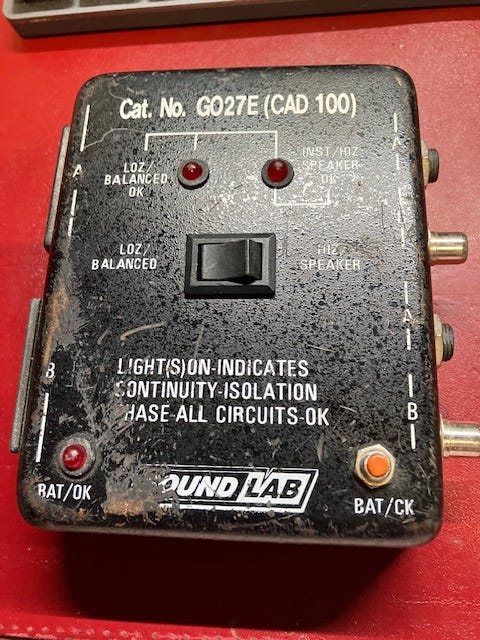 Cat. No. GO27E (CAD 100)
LOZ/
BALANCED
OK
INST/HIZ
SPEAKER
OK
A
A
LOZ/
BALANCED
HIZ/
SPEAKER
A
B
B
LIGHT(S)ON-INDICATES
CONTINUITY-ISOLATION
HASE-ALL CIRCUITS-OK
BAT/OK
OUND LAB
BAT/CK